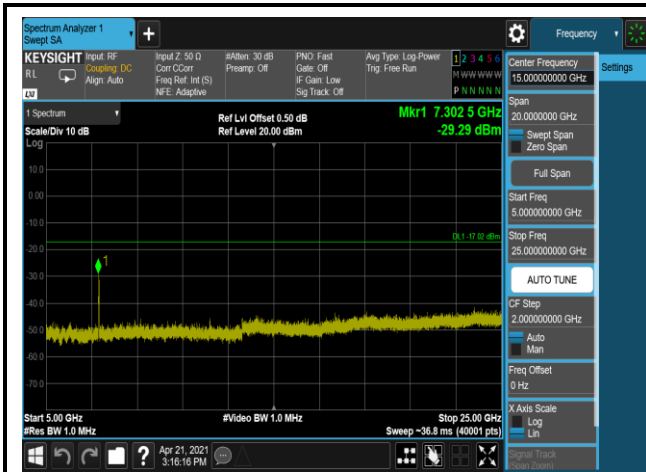 Spectrum Analyzer 1
Swept SA
+
Frequency
KEYSIGHT
RL
LXI
Input: RF
Coupling: DC
Align: Auto
Input Z: 50 Ω
Corr CCorr
Freq Ref: Int (S)
NFE: Adaptive
#Atten: 30 dB
Preamp: Off
PNO: Fast
Gate: Off
IF Gain: Low
Sig Track: Off
Avg Type: Log-Power
Trig: Free Run
1 2 3 4 5 6
M W W W W W
P N N N N N
1 Spectrum
Scale/Div 10 dB
Log
Ref Lvl Offset 0.50 dB
Ref Level 20.00 dBm
Mkr1 7.302 5 GHz
-29.29 dBm
10.0
0.00
-10.0
-20.0
-30.0
-40.0
-50.0
-60.0
-70.0
DL1 -17.02 dBm
1
Start 5.00 GHz
#Res BW 1.0 MHz
#Video BW 1.0 MHz
Stop 25.00 GHz
Sweep ~36.8 ms (40001 pts)
Center Frequency
15.000000000 GHz
Span
20.0000000 GHz
Swept Span
Zero Span
Full Span
Start Freq
5.000000000 GHz
Stop Freq
25.000000000 GHz
AUTO TUNE
CF Step
2.000000000 GHz
Auto
Man
Freq Offset
0 Hz
X Axis Scale
Log
Lin
Signal Track
(Span Zoom)
Settings
?
Apr 21, 2021
3:16:16 PM